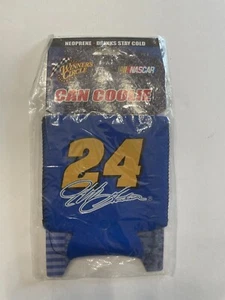 NEOPRENE - DRINKS STAY COLD
WINNER'S CIRCLE
NASCAR
CAN COOLER
24